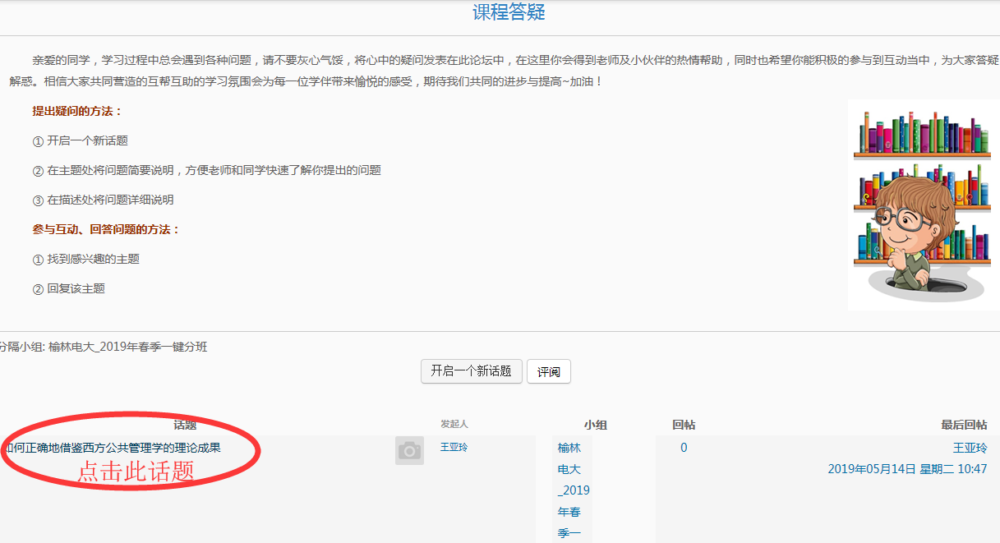 课程答疑
亲爱的同学，学习过程中总会遇到各种问题，请不要灰心气馁，将心中的疑问发表在此论坛中，在这里你会得到老师及小伙伴的热情帮助，同时也希望你能积极的参与到互动当中，为大家答疑
解惑。相信大家共同营造的互帮互助的学习氛围会为每一位学伴带来愉悦的感受，期待我们共同的进步与提高~加油！
提出疑问的方法：
① 开启一个新话题
② 在主题处将问题简要说明，方便老师和同学快速了解你提出的问题
③ 在描述处将问题详细说明
参与互动、回答问题的方法：
① 找到感兴趣的主题
② 回复该主题
分隔小组: 榆林电大_2019年春季一键分班
开启一个新话题 评阅
话题 发起人 小组 回帖 最后回帖
如何正确地借鉴西方公共管理学的理论成果 王亚玲 榆林 0 王亚玲
点击此话题 电大 2019年05月14日 星期二 10:47
_2019
年春
季一